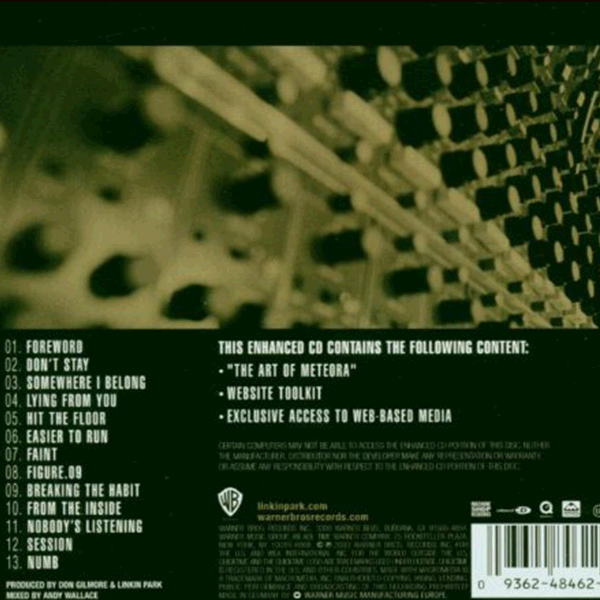 01. FOREWORD
02. DON'T STAY
03. SOMEWHERE I BELONG
04. LYING FROM YOU
05. HIT THE FLOOR
06. EASIER TO RUN
07. FAINT
08. FIGURE.09
09. BREAKING THE HABIT
10. FROM THE INSIDE
11. NOBODY'S LISTENING
12. SESSION
13. NUMB
PRODUCED BY DON GILMORE & LINKIN PARK
MIXED BY ANDY WALLACE
THIS ENHANCED CD CONTAINS THE FOLLOWING CONTENT:
• "THE ART OF METEORA"
• WEBSITE TOOLKIT
• EXCLUSIVE ACCESS TO WEB-BASED MEDIA
CERTAIN COMPUTERS MAY NOT BE ABLE TO ACCESS THE ENHANCED CD PORTION OF THIS DISC. NEITHER
THE MANUFACTURER, DISTRIBUTOR NOR THE DEVELOPER MAKE ANY REPRESENTATION OR WARRANTY,
OR ASSUME ANY RESPONSIBILITY WITH RESPECT TO THE ENHANCED CD PORTION OF THIS DISC.
WB
linkinpark.com
warnerbrosrecords.com
WARNER MUSIC MANUFACTURING EUROPE.
0 9362-48462-